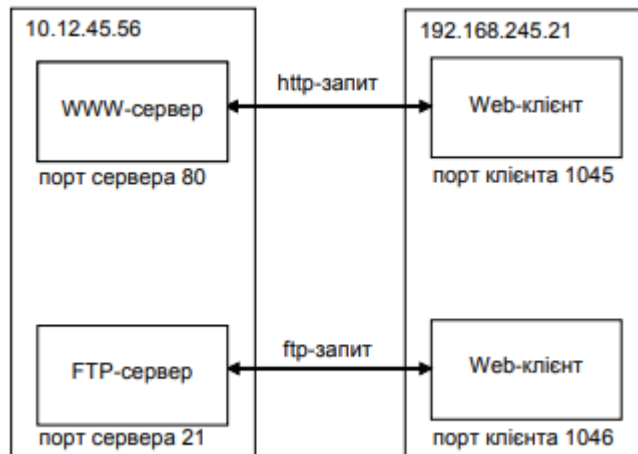 10.12.45.56
192.168.245.21
WWW-сервер
http-запит
Web-клієнт
порт сервера 80
порт клієнта 1045
FTP-сервер
ftp-запит
Web-клієнт
порт сервера 21
порт клієнта 1046